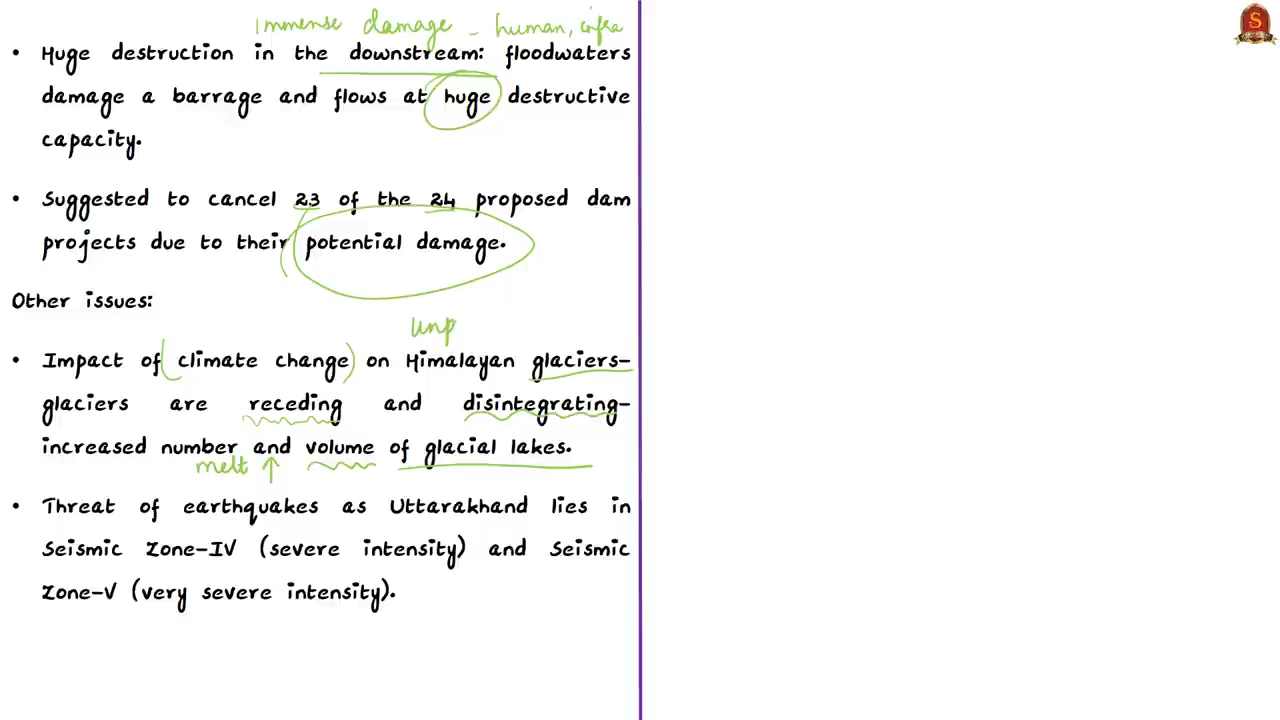 Immense damage - human, infra
• Huge destruction in the downstream: floodwaters
damage a barrage and flows at huge destructive
capacity.
• Suggested to cancel 23 of the 24 proposed dam
projects due to their potential damage.
Other issues:
Unp
• Impact of (climate change) on Himalayan glaciers-
glaciers are receding and disintegrating-
increased number and volume of glacial lakes.
melt ↑
• Threat of earthquakes as Uttarakhand lies in
Seismic Zone-IV (severe intensity) and Seismic
Zone-V (very severe intensity).
S